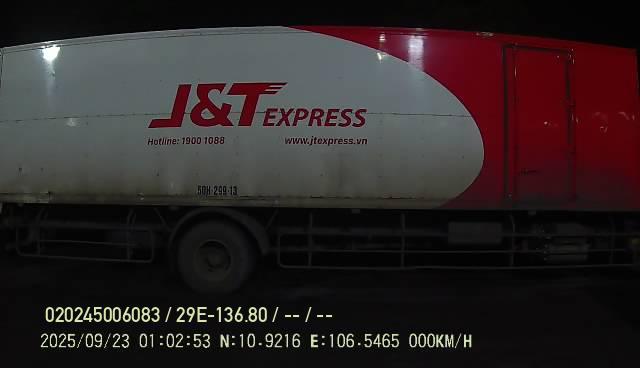 J&T EXPRESS
Hotline: 1900 1088 www.jtexpress.vn
50H-299-13
020245006083 / 29E-136.80 / -- / --
2025/09/23 01:02:53 N:10.9216 E:106.5465 000KM/H